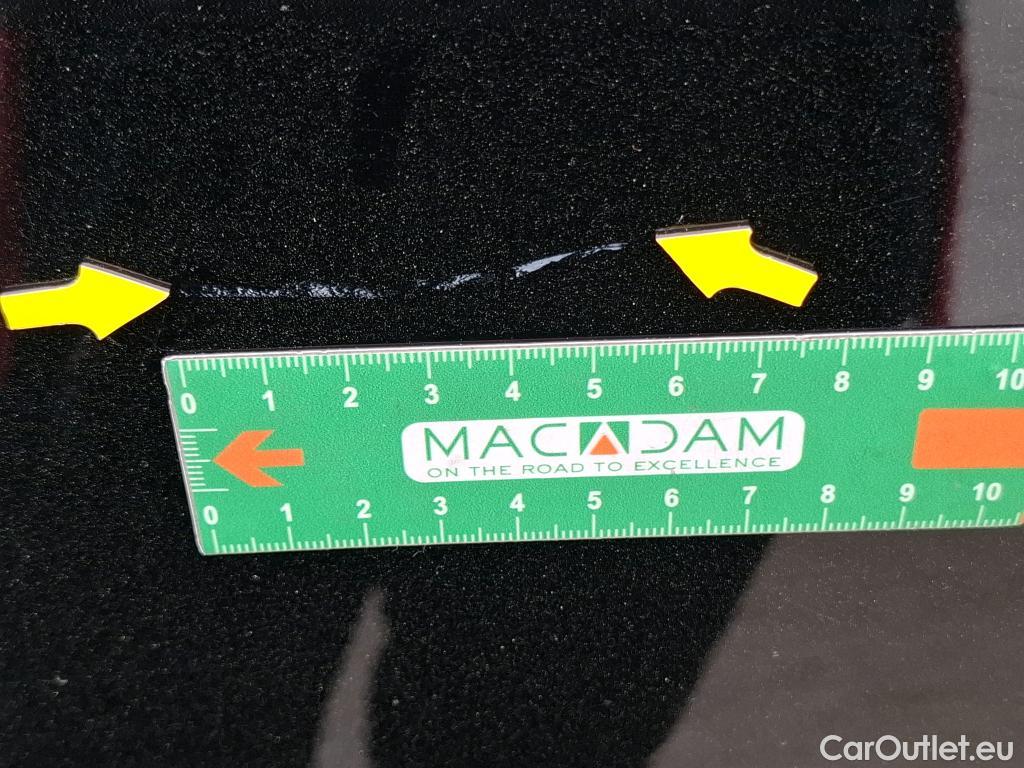 0 1 2 3 4 5 6 7 8 9 10
MACADAM
ON THE ROAD TO EXCELLENCE
0 1 2 3 4 5 6 7 8 9 10
CarOutlet.eu